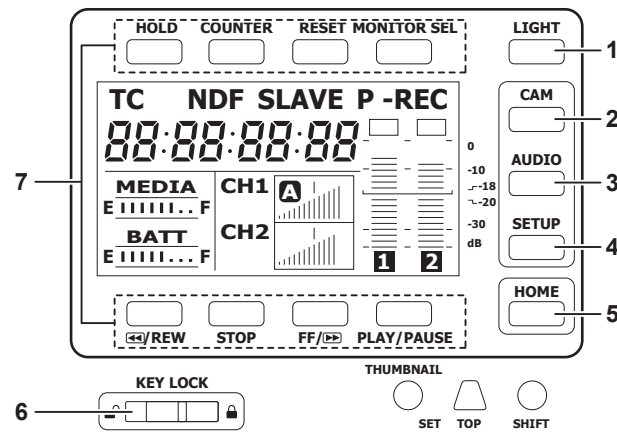 HOLD COUNTER RESET MONITOR SEL LIGHT
1
CAM
2
TC NDF SLAVE P -REC
88:88:88:88
0
-10
-18
-20
-30
dB
AUDIO
3
7
MEDIA
E F
BATT
E F
CH1 A
CH2
1 2
SETUP
4
HOME
5
/REW STOP FF/ PLAY/PAUSE
KEY LOCK
6
THUMBNAIL
SET TOP SHIFT